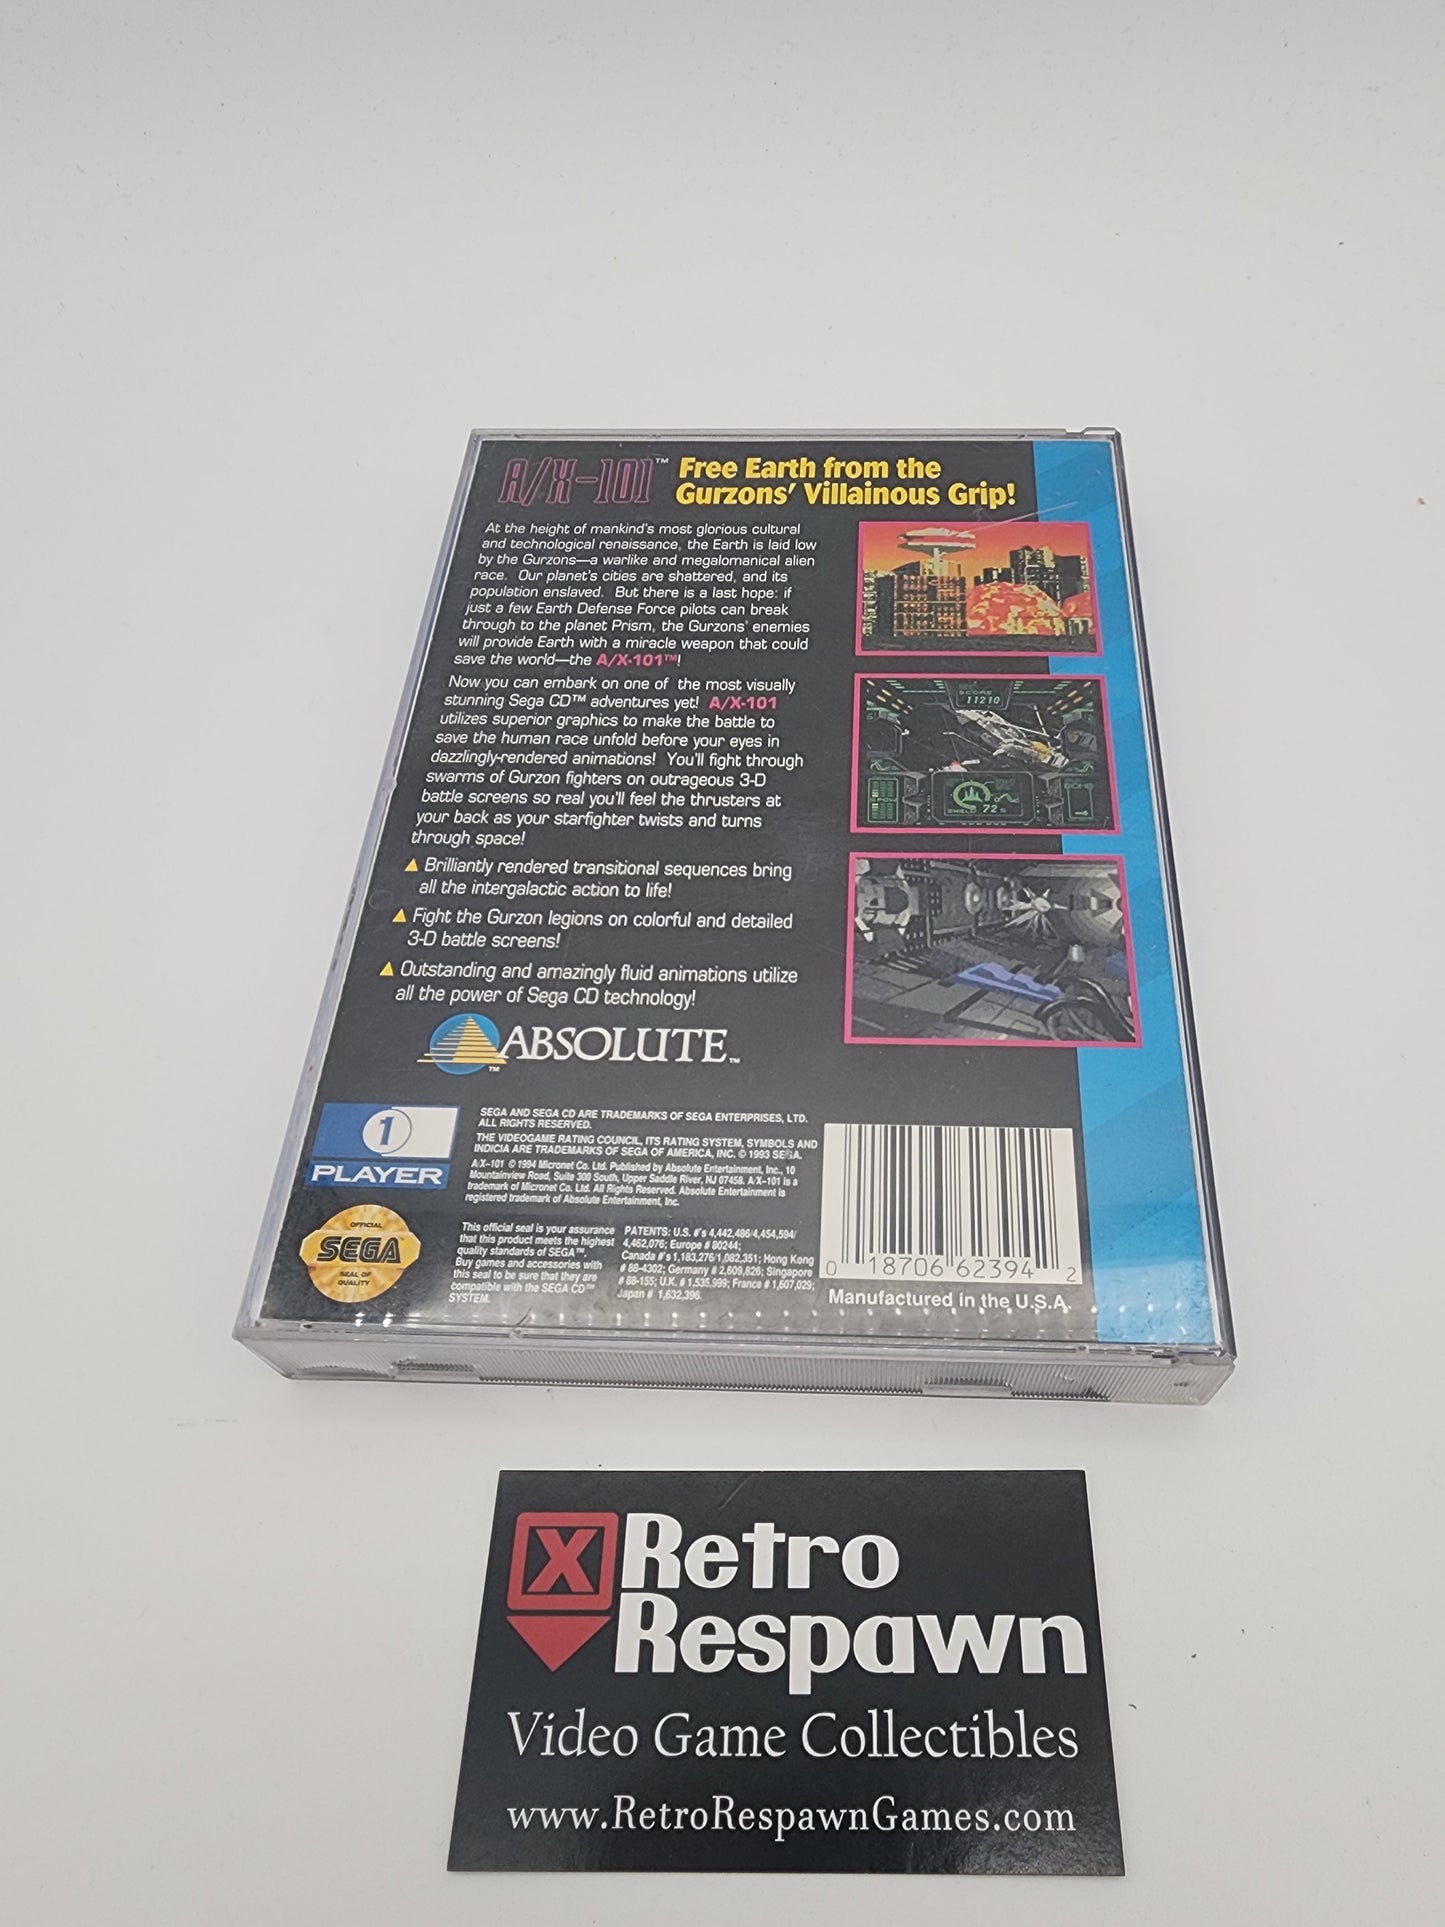 A/X-101™
Free Earth from the
Gurzons' Villainous Grip!
At the height of mankind's most glorious cultural
and technological renaissance, the Earth is laid low
by the Gurzons—a warlike and megalomanical alien
race. Our planet's cities are shattered, and its
population enslaved. But there is a last hope: if
just a few Earth Defense Force pilots can break
through to the planet Prism, the Gurzons' enemies
will provide Earth with a miracle weapon that could
save the world—the A/X-101™!
Now you can embark on one of the most visually
stunning Sega CD™ adventures yet! A/X-101
utilizes superior graphics to make the battle to
save the human race unfold before your eyes in
dazzlingly-rendered animations! You'll fight through
swarms of Gurzon fighters on outrageous 3-D
battle screens so real you'll feel the thrusters at
your back as your starfighter twists and turns
through space!
Brilliantly rendered transitional sequences bring
all the intergalactic action to life!
Fight the Gurzon legions on colorful and detailed
3-D battle screens!
Outstanding and amazingly fluid animations utilize
all the power of Sega CD technology!
SCORE
11210
POW
SHIELD 72%
BOMB
ABSOLUTE™
TM
1
PLAYER
OFFICIAL
SEGA
SEAL OF
QUALITY
SEGA AND SEGA CD ARE TRADEMARKS OF SEGA ENTERPRISES, LTD.
ALL RIGHTS RESERVED.
THE VIDEOGAME RATING COUNCIL, ITS RATING SYSTEM, SYMBOLS AND
INDICIA ARE TRADEMARKS OF SEGA OF AMERICA, INC. © 1993 SEGA.
A/X-101 © 1994 Micronet Co. Ltd. Published by Absolute Entertainment, Inc., 10
Mountainview Road, Suite 300 South, Upper Saddle River, NJ 07458. A/X-101 is a
trademark of Micronet Co. Ltd. All Rights Reserved. Absolute Entertainment is
registered trademark of Absolute Entertainment, Inc.
This official seal is your assurance
that this product meets the highest
quality standards of SEGA™.
Buy games and accessories with
this seal to be sure that they are
compatible with the SEGA CD™
SYSTEM.
PATENTS: U.S. #'s 4,442,486/4,454,594/
4,462,076; Europe # 80244;
Canada #'s 1,183,276/1,082,351; Hong Kong
# 88-4302; Germany # 2,609,826; Singapore
# 88-155; U.K. # 1,535,999; France # 1,607,029;
Japan # 1,632,396.
0 18706 62394 2
Manufactured in the U.S.A.
X Retro
Respawn
Video Game Collectibles
www.RetroRespawnGames.com